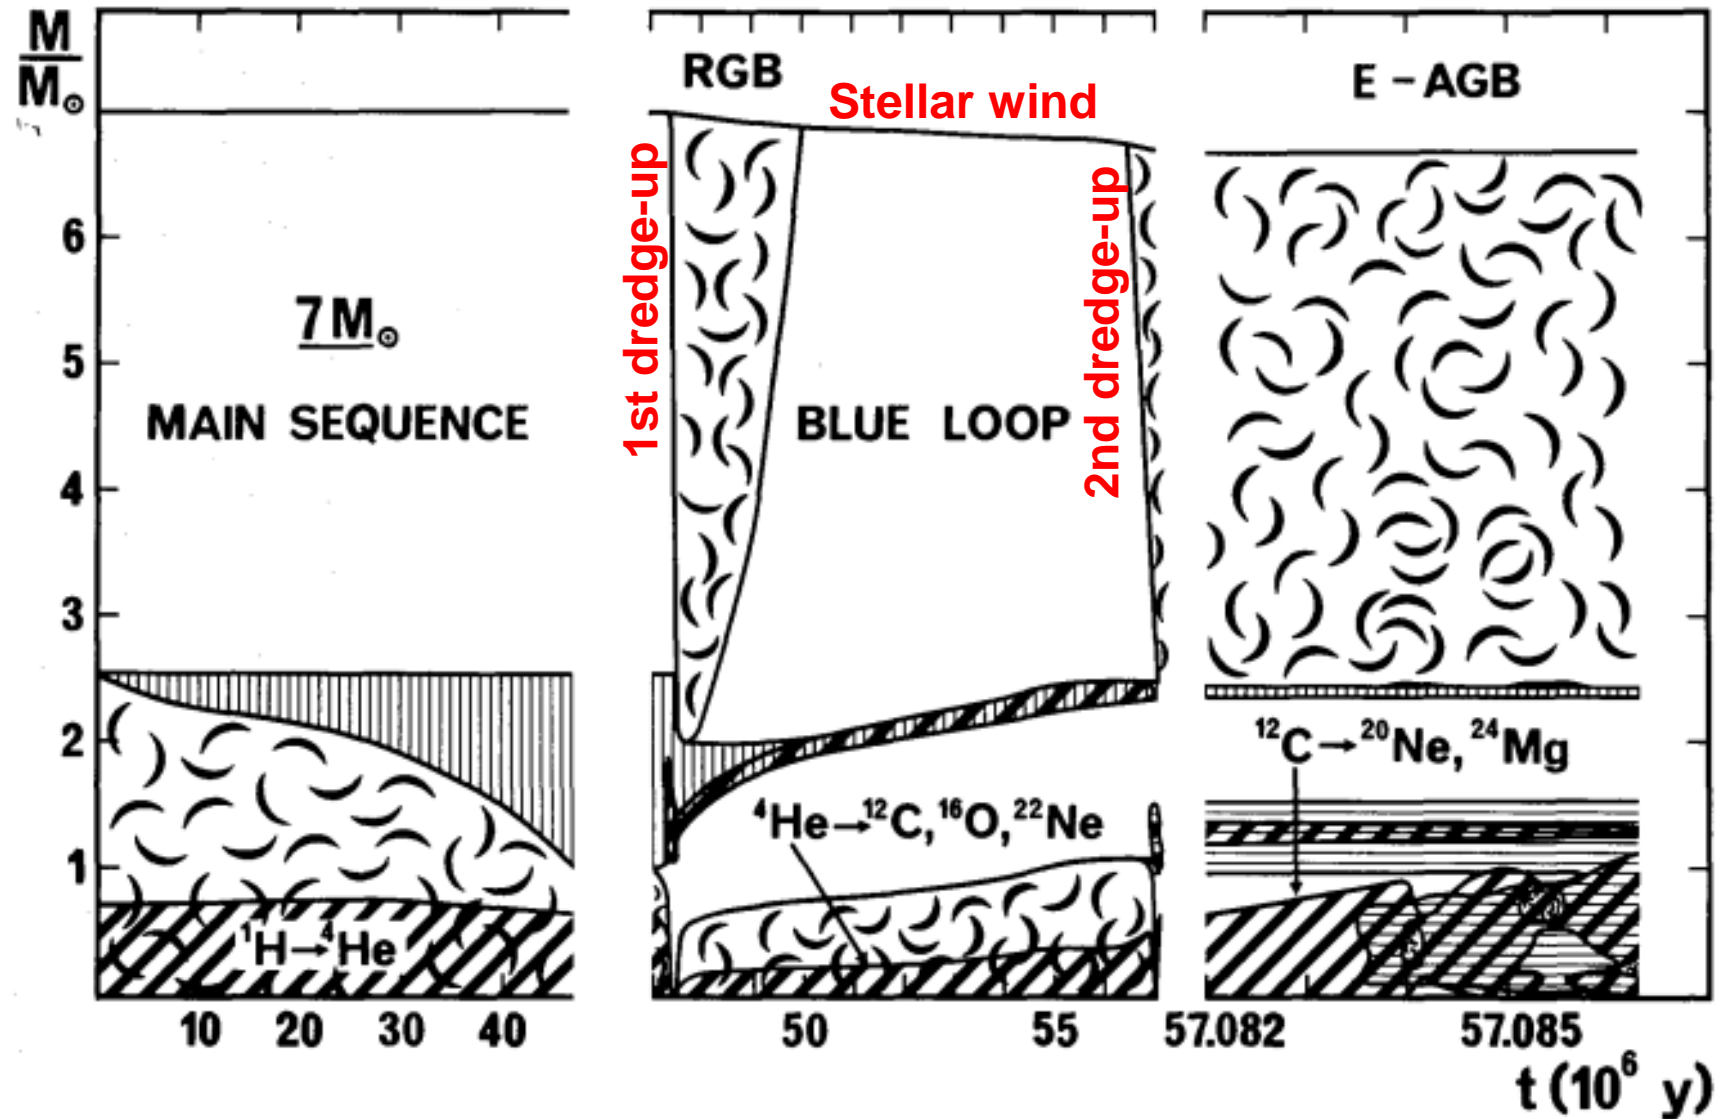 M
M⊙
RGB
Stellar wind
E – AGB
1st dredge-up
2nd dredge-up
6
7M⊙
5
MAIN SEQUENCE
BLUE LOOP
4
3
2
¹²C→²⁰Ne, ²⁴Mg
⁴He→¹²C, ¹⁶O, ²²Ne
1
¹H→⁴He
10 20 30 40 50 55 57.082 57.085
t (10⁶ y)